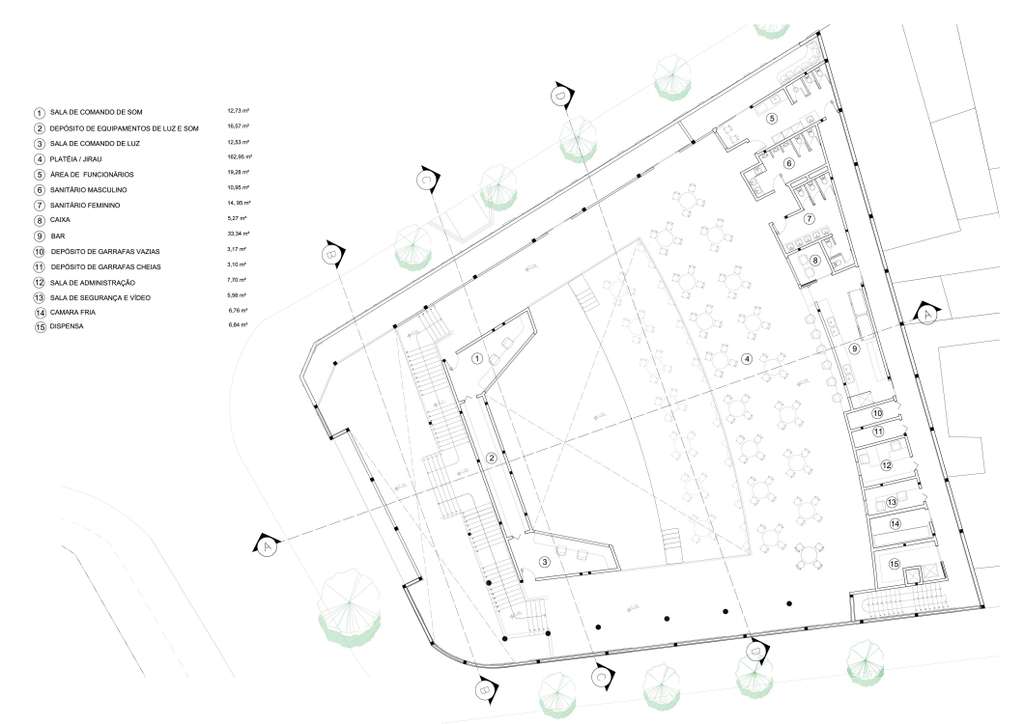 1 SALA DE COMANDO DE SOM 12,73 m²
2 DEPÓSITO DE EQUIPAMENTOS DE LUZ E SOM 16,57 m²
3 SALA DE COMANDO DE LUZ 12,53 m²
4 PLATÉIA / JIRAU 162,95 m²
5 ÁREA DE FUNCIONÁRIOS 19,28 m²
6 SANITÁRIO MASCULINO 10,95 m²
7 SANITÁRIO FEMININO 14,95 m²
8 CAIXA 5,27 m²
9 BAR 33,34 m²
10 DEPÓSITO DE GARRAFAS VAZIAS 3,17 m²
11 DEPÓSITO DE GARRAFAS CHEIAS 3,10 m²
12 SALA DE ADMINISTRAÇÃO 7,70 m²
13 SALA DE SEGURANÇA E VÍDEO 5,98 m²
14 CAMARA FRIA 6,76 m²
15 DISPENSA 6,64 m²
D
C
B
5
6
7
8
A
1
4
9
10
11
2
12
13
14
A
3
15
D
C
B